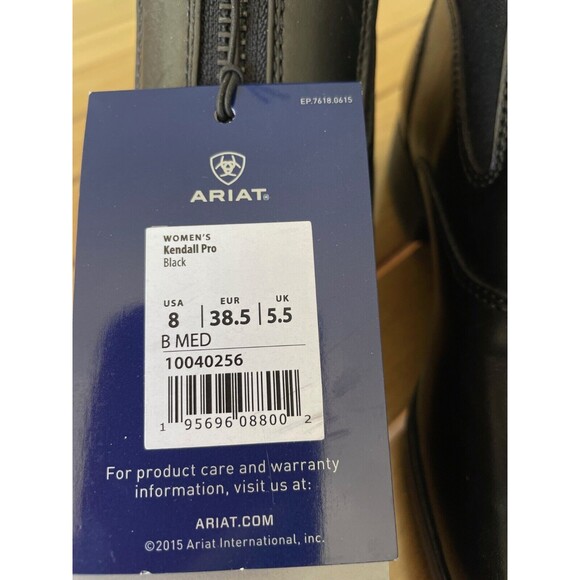 EP.7618.0615
ARIAT®
WOMEN'S
Kendall Pro
Black
USA EUR UK
8 | 38.5 | 5.5
B MED
10040256
1 95696 08800 2
For product care and warranty
information, visit us at:
ARIAT.COM
©2015 Ariat International, inc.